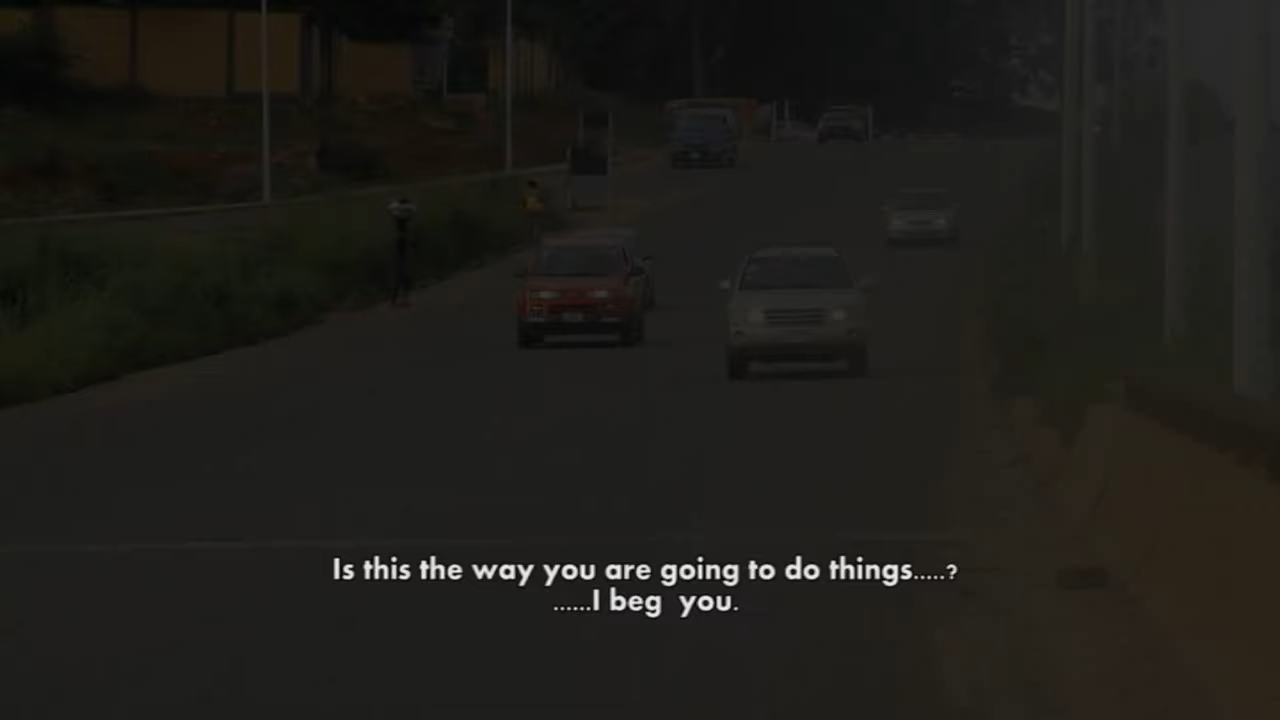 Is this the way you are going to do things.....?
......I beg  you.